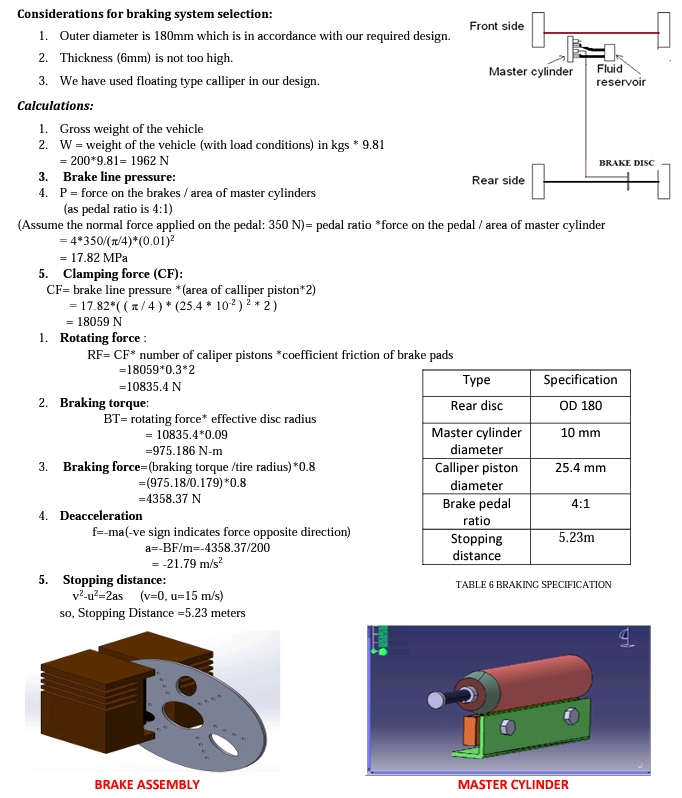 Considerations for braking system selection:
1. Outer diameter is 180mm which is in accordance with our required design.
2. Thickness (6mm) is not too high.
3. We have used floating type calliper in our design.
Front side
Master cylinder
Fluid
reservoir
BRAKE DISC
Rear side
Calculations:
1. Gross weight of the vehicle
2. W = weight of the vehicle (with load conditions) in kgs * 9.81
= 200*9.81= 1962 N
3. Brake line pressure:
4. P = force on the brakes / area of master cylinders
(as pedal ratio is 4:1)
(Assume the normal force applied on the pedal: 350 N)= pedal ratio *force on the pedal / area of master cylinder
= 4*350/(π/4)*(0.01)²
= 17.82 MPa
5. Clamping force (CF):
CF= brake line pressure *(area of calliper piston*2)
= 17.82*( ( π / 4 ) * (25.4 * 10⁻² ) ² * 2 )
= 18059 N
1. Rotating force :
RF= CF* number of caliper pistons *coefficient friction of brake pads
=18059*0.3*2
=10835.4 N
2. Braking torque:
BT= rotating force* effective disc radius
= 10835.4*0.09
=975.186 N-m
3. Braking force=(braking torque /tire radius)*0.8
=(975.18/0.179)*0.8
=4358.37 N
4. Deacceleration
f=-ma(-ve sign indicates force opposite direction)
a=-BF/m=-4358.37/200
= -21.79 m/s²
5. Stopping distance:
v²-u²=2as (v=0, u=15 m/s)
so, Stopping Distance =5.23 meters
Type Specification
Rear disc OD 180
Master cylinder 10 mm
diameter
Calliper piston 25.4 mm
diameter
Brake pedal 4:1
ratio
Stopping 5.23m
distance
TABLE 6 BRAKING SPECIFICATION
BRAKE ASSEMBLY
MASTER CYLINDER